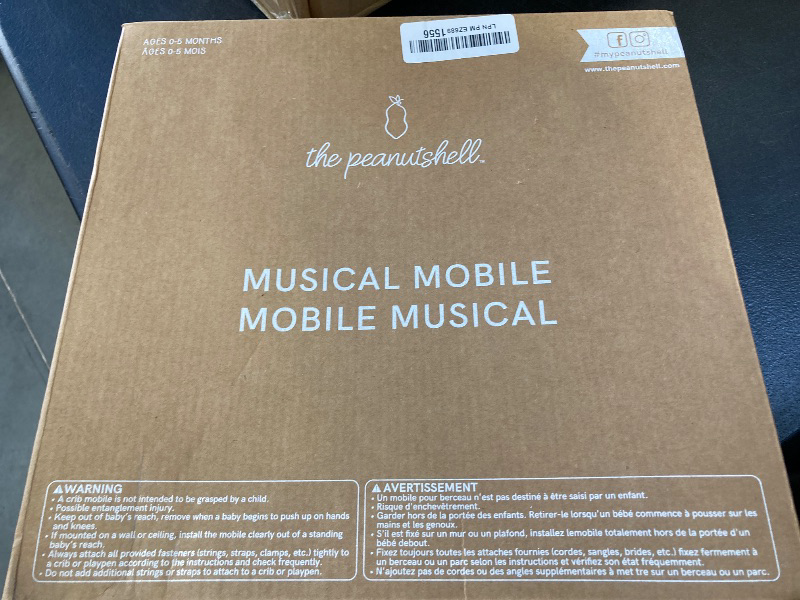 AGES 0-5 MONTHS
ÂGES 0-5 MOIS
LPN PM EZ689 1556
#mypeanutshell
www.thepeanutshell.com
the peanutshell™
MUSICAL MOBILE
MOBILE MUSICAL
⚠WARNING
• A crib mobile is not intended to be grasped by a child.
• Possible entanglement injury.
• Keep out of baby's reach, remove when a baby begins to push up on hands
and knees.
• If mounted on a wall or ceiling, install the mobile clearly out of a standing
baby's reach.
• Always attach all provided fasteners (strings, straps, clamps, etc.) tightly to
a crib or playpen according to the instructions and check frequently.
• Do not add additional strings or straps to attach to a crib or playpen.
⚠ AVERTISSEMENT
• Un mobile pour berceau n'est pas destiné à être saisi par un enfant.
• Risque d'enchevêtrement.
• Garder hors de la portée des enfants. Retirer-le lorsqu'un bébé commence à pousser sur les
mains et les genoux.
• S'il est fixé sur un mur ou un plafond, installez lemobile totalement hors de la portée d'un
bébé debout.
• Fixez toujours toutes les attaches fournies (cordes, sangles, brides, etc.) fixez fermement à
un berceau ou un parc selon les instructions et vérifiez son état fréquemment.
• N'ajoutez pas de cordes ou des angles supplémentaires à met tre sur un berceau ou un parc.